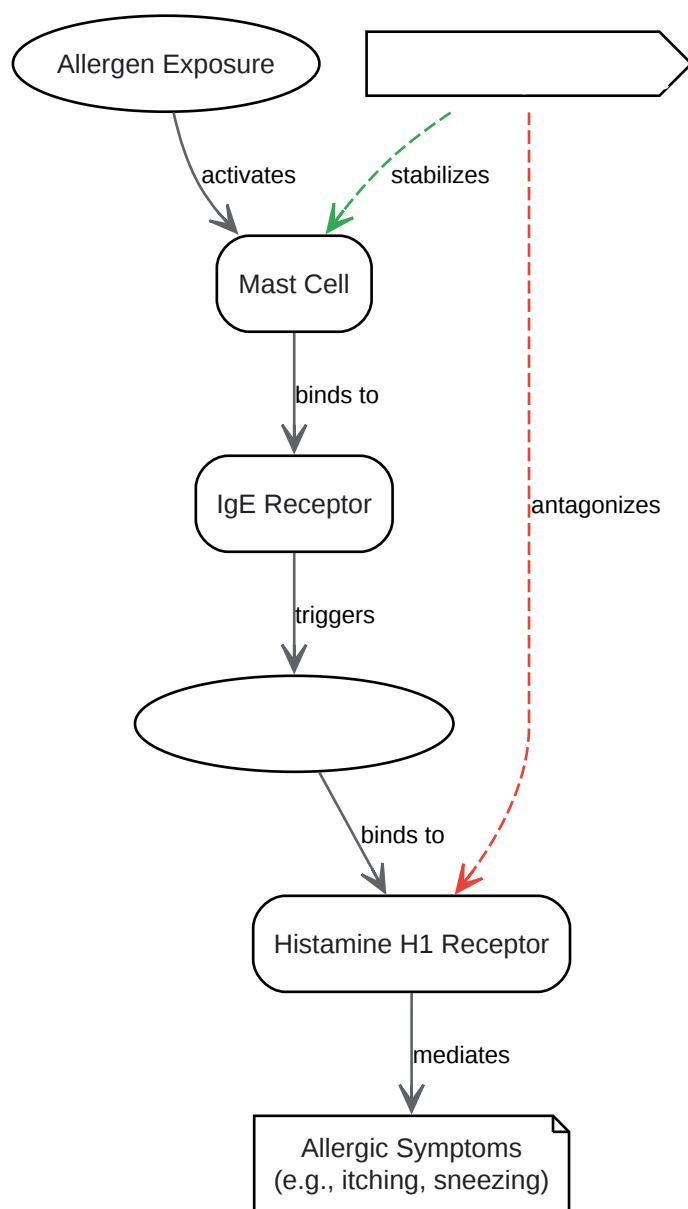 Allergen Exposure
activates
stabilizes
Mast Cell
binds to
IgE Receptor
antagonizes
triggers
binds to
Histamine H1 Receptor
mediates
Allergic Symptoms
(e.g., itching, sneezing)